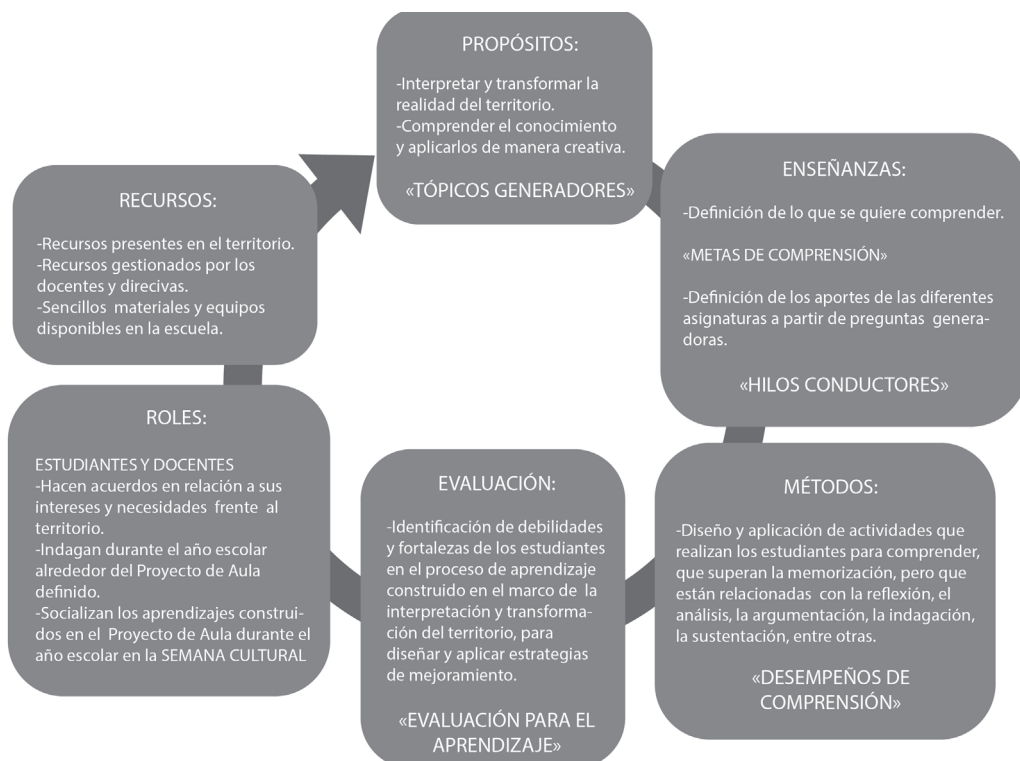 PROPÓSITOS:
-Interpretar y transformar la
realidad del territorio.
-Comprender el conocimiento
y aplicarlos de manera creativa.
«TÓPICOS GENERADORES»
ENSEÑANZAS:
-Definición de lo que se quiere comprender.
«METAS DE COMPRENSIÓN»
-Definición de los aportes de las diferentes
asignaturas a partir de preguntas genera-
doras.
«HILOS CONDUCTORES»
MÉTODOS:
-Diseño y aplicación de actividades que
realizan los estudiantes para comprender,
que superan la memorización, pero que
están relacionadas con la reflexión, el
análisis, la argumentación, la indagación,
la sustentación, entre otras.
«DESEMPEÑOS DE
COMPRENSIÓN»
EVALUACIÓN:
-Identificación de debilidades
y fortalezas de los estudiantes
en el proceso de aprendizaje
construido en el marco de la
interpretación y transforma-
ción del territorio, para
diseñar y aplicar estrategias
de mejoramiento.
«EVALUACIÓN PARA EL
APRENDIZAJE»
ROLES:
ESTUDIANTES Y DOCENTES
-Hacen acuerdos en relación a sus
intereses y necesidades frente al
territorio.
-Indagan durante el año escolar
alrededor del Proyecto de Aula
definido.
-Socializan los aprendizajes construi-
dos en el Proyecto de Aula durante el
año escolar en la SEMANA CULTURAL
RECURSOS:
-Recursos presentes en el territorio.
-Recursos gestionados por los
docentes y direcivas.
-Sencillos materiales y equipos
disponibles en la escuela.